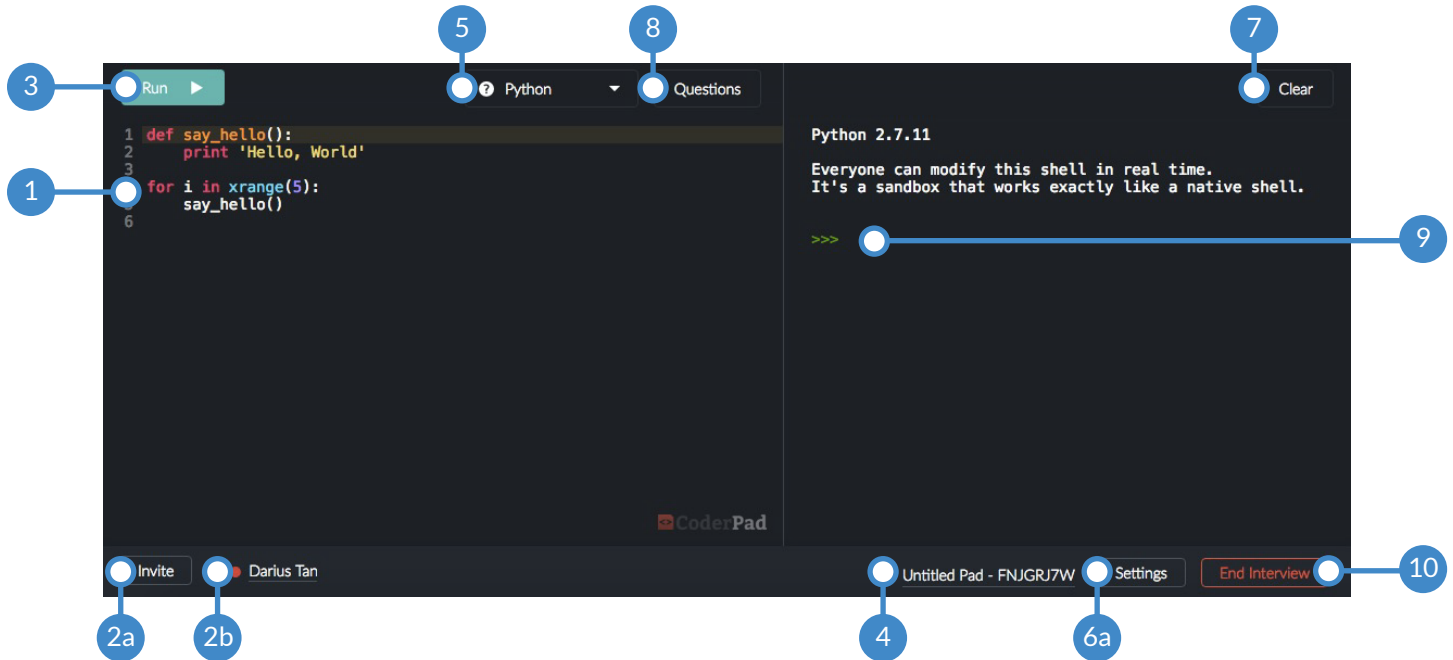 5
8
7
3
Run
? Python
Questions
Clear
1 def say_hello():
2     print 'Hello, World'
3
for i in xrange(5):
    say_hello()
6
1
Python 2.7.11
Everyone can modify this shell in real time.
It's a sandbox that works exactly like a native shell.
>>>
9
CoderPad
Invite
Darius Tan
Untitled Pad - FNJGRJ7W
Settings
End Interview
10
2a
2b
4
6a